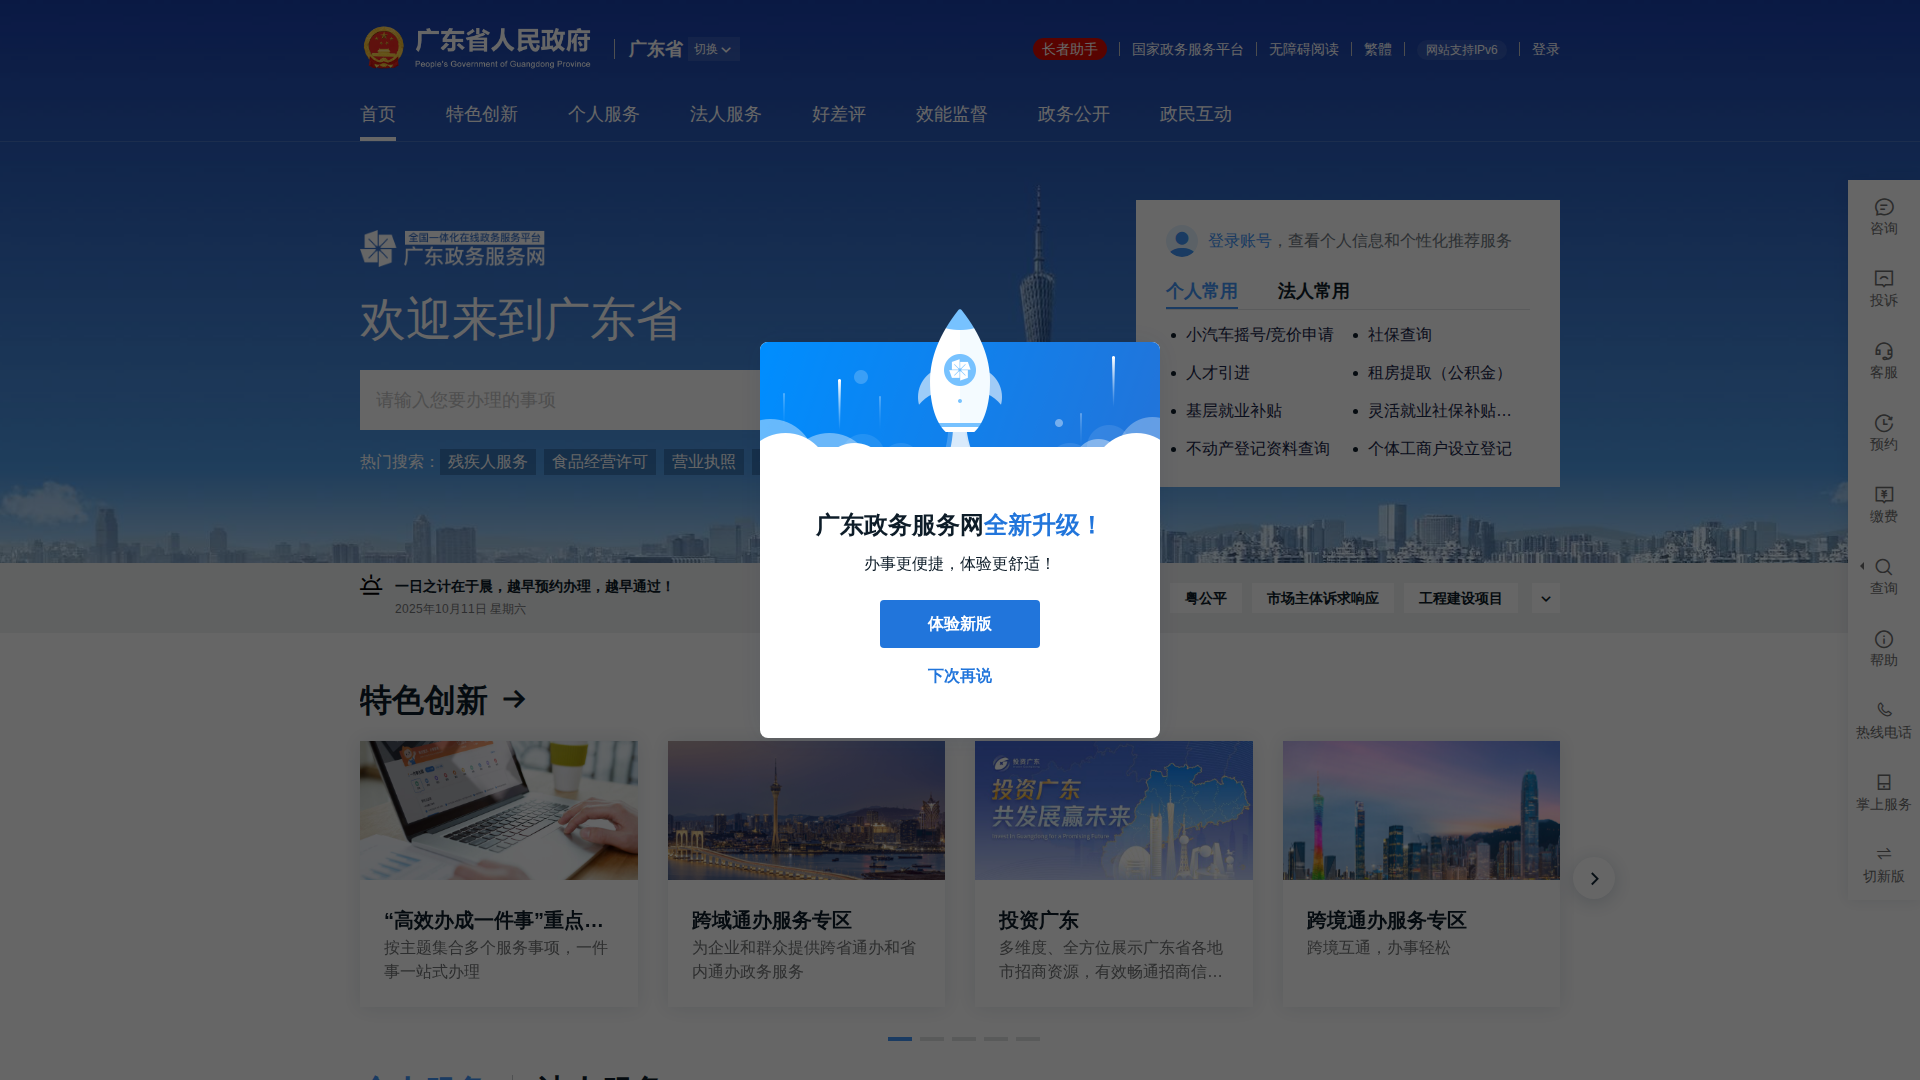 广东省人民政府
People's Government of Guangdong Province
广东省
切换
长者助手
国家政务服务平台
无障碍阅读
繁體
网站支持IPv6
登录
首页
特色创新
个人服务
法人服务
好差评
效能监督
政务公开
政民互动
全国一体化在线政务服务平台
广东政务服务网
欢迎来到广东省
请输入您要办理的事项
热门搜索：
残疾人服务
食品经营许可
营业执照
登录账号，查看个人信息和个性化推荐服务
个人常用
法人常用
小汽车摇号/竞价申请
社保查询
人才引进
租房提取（公积金）
基层就业补贴
灵活就业社保补贴…
不动产登记资料查询
个体工商户设立登记
咨询
投诉
客服
预约
缴费
查询
帮助
热线电话
掌上服务
切新版
广东政务服务网全新升级！
办事更便捷，体验更舒适！
体验新版
下次再说
一日之计在于晨，越早预约办理，越早通过！
2025年10月11日 星期六
粤公平
市场主体诉求响应
工程建设项目
特色创新
投资广东
投资广东
共发展赢未来
“高效办成一件事”重点…
按主题集合多个服务事项，一件
事一站式办理
跨域通办服务专区
为企业和群众提供跨省通办和省
内通办政务服务
投资广东
多维度、全方位展示广东省各地
市招商资源，有效畅通招商信…
跨境通办服务专区
跨境互通，办事轻松